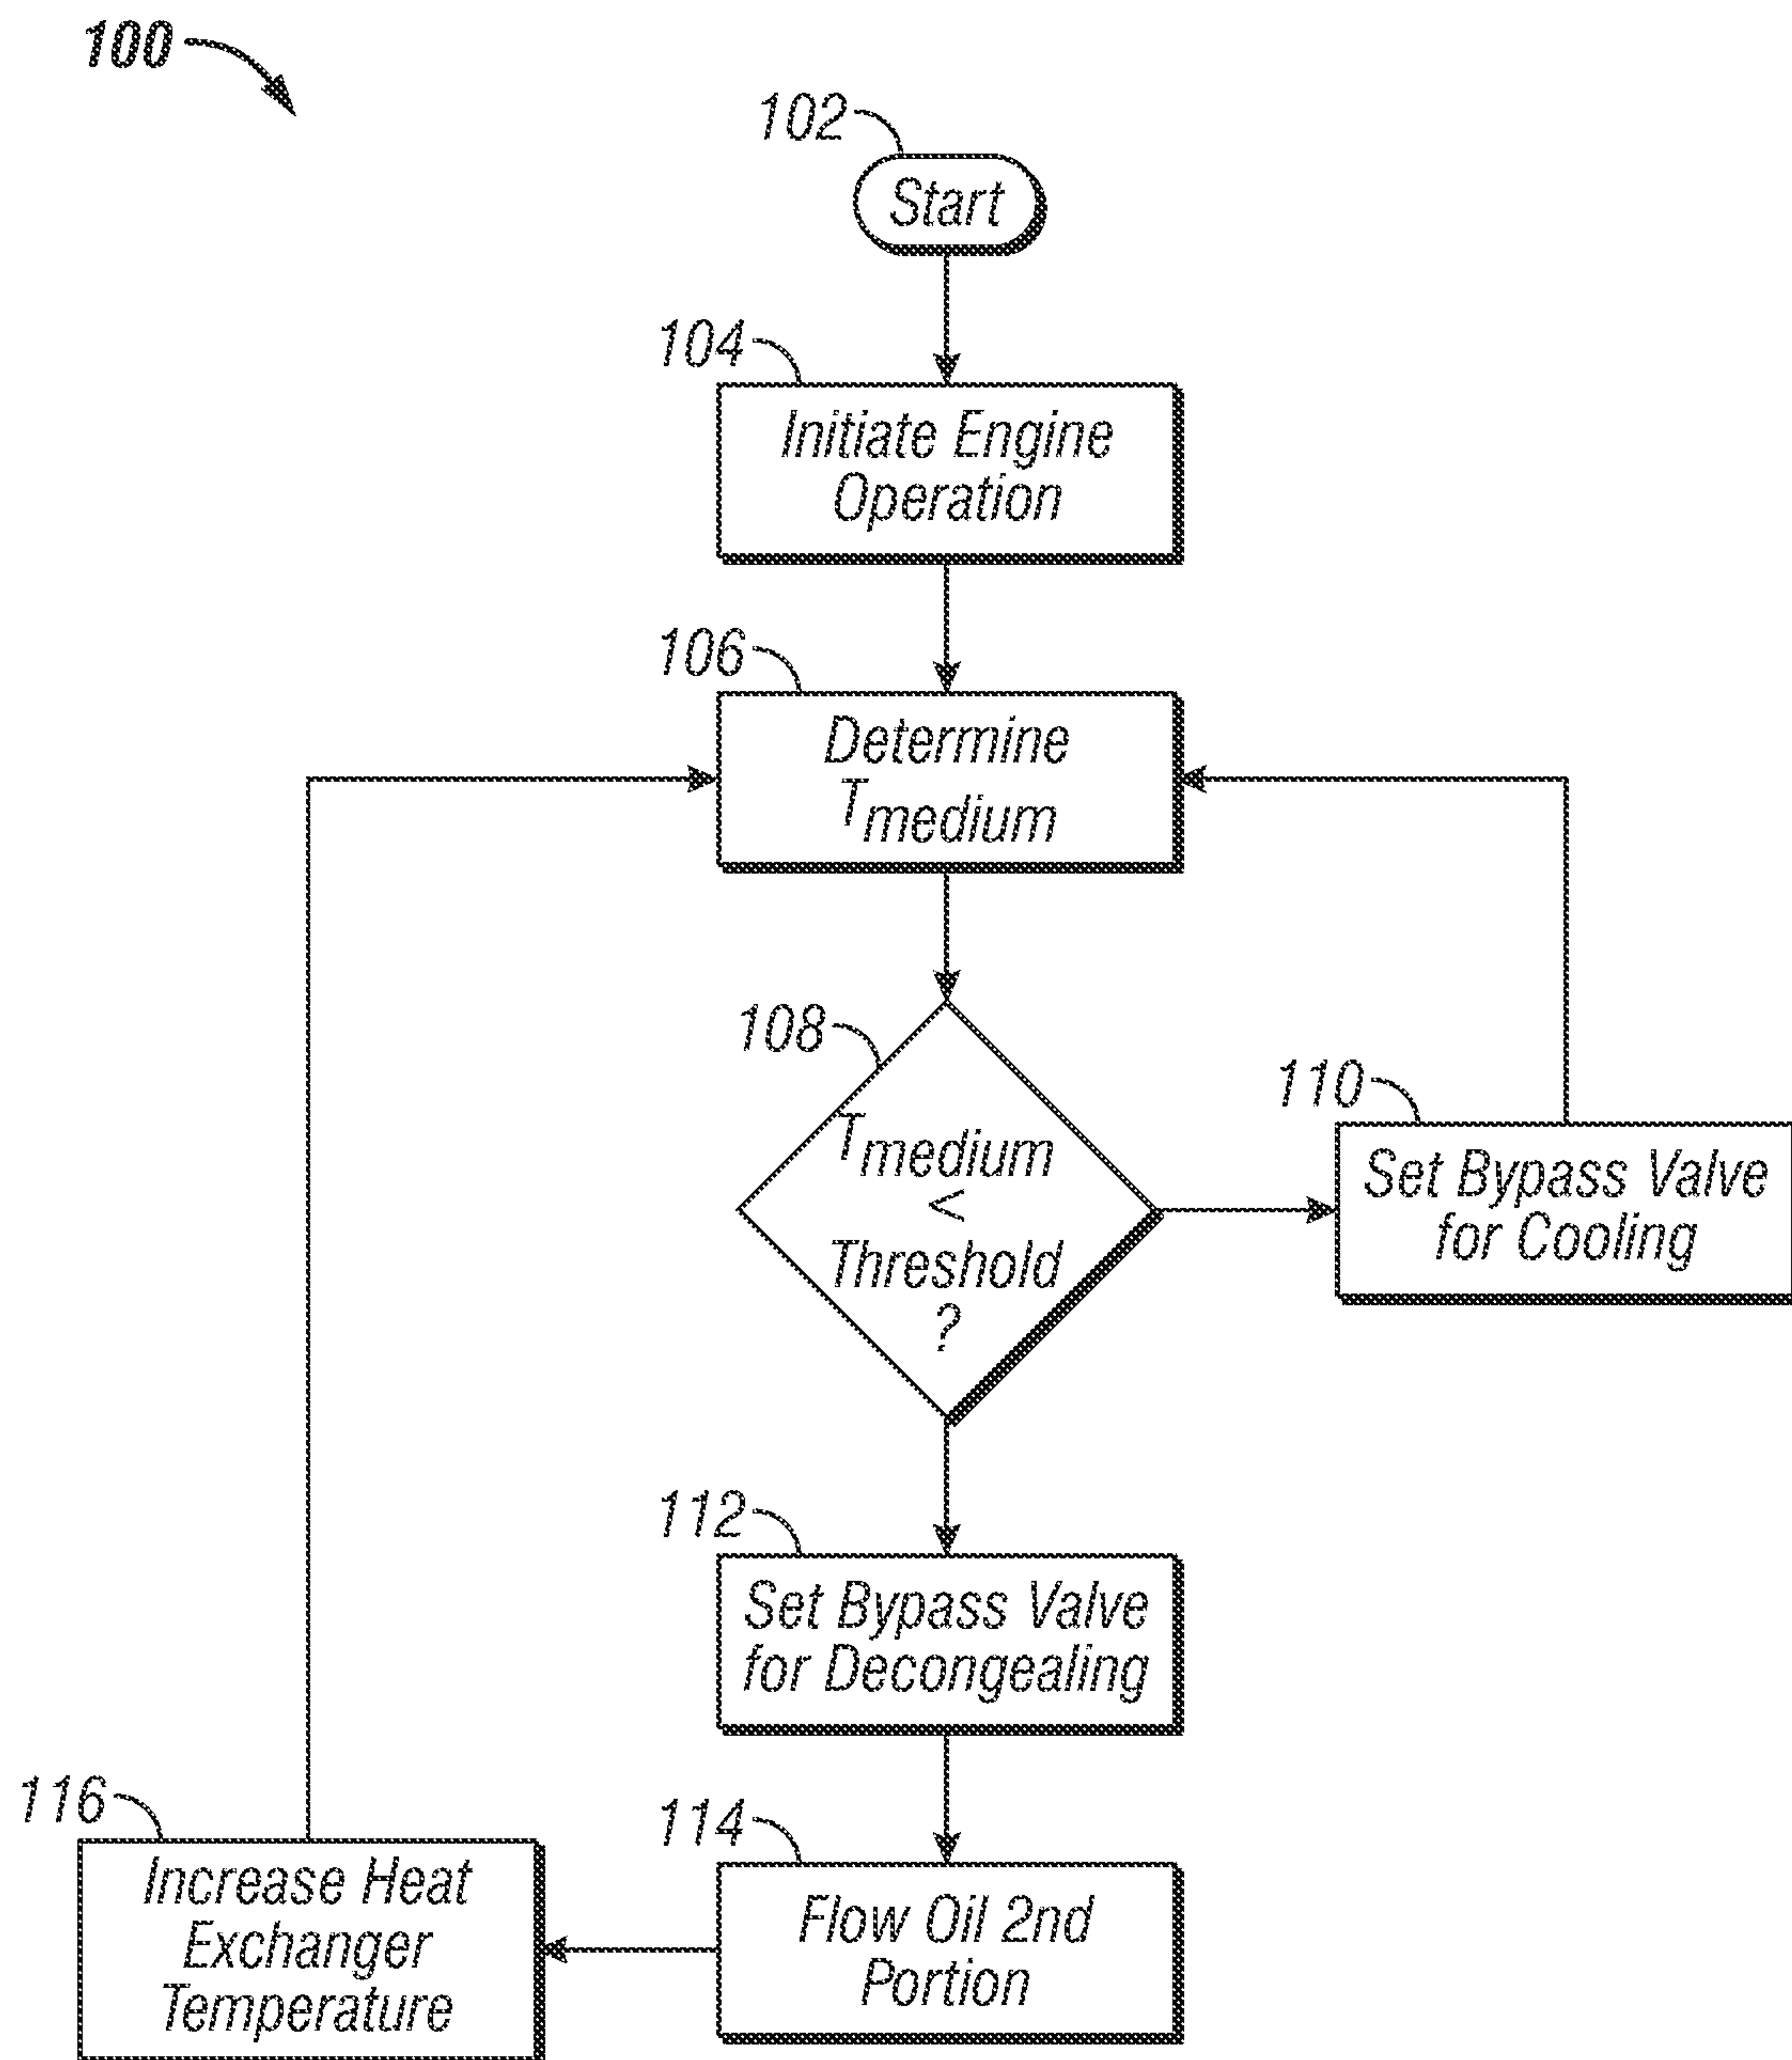 100
102
Start
104
Initiate Engine
Operation
106
Determine
Tmedium
108
Tmedium
<
Threshold
?
110
Set Bypass Valve
for Cooling
112
Set Bypass Valve
for Decongealing
114
Flow Oil 2nd
Portion
116
Increase Heat
Exchanger
Temperature